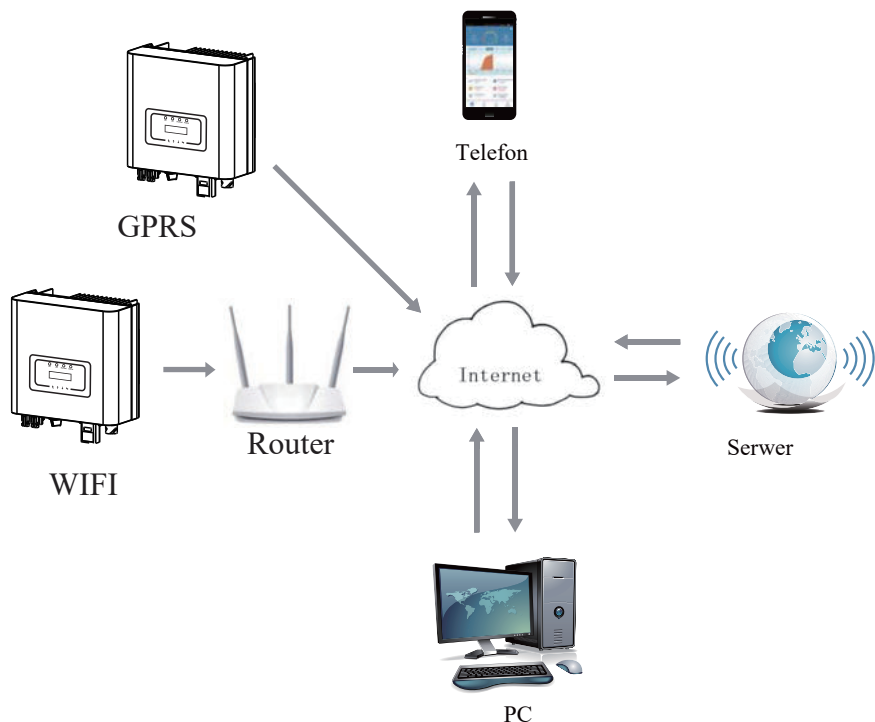 Telefon
GPRS
Internet
Router
Serwer
WIFI
PC